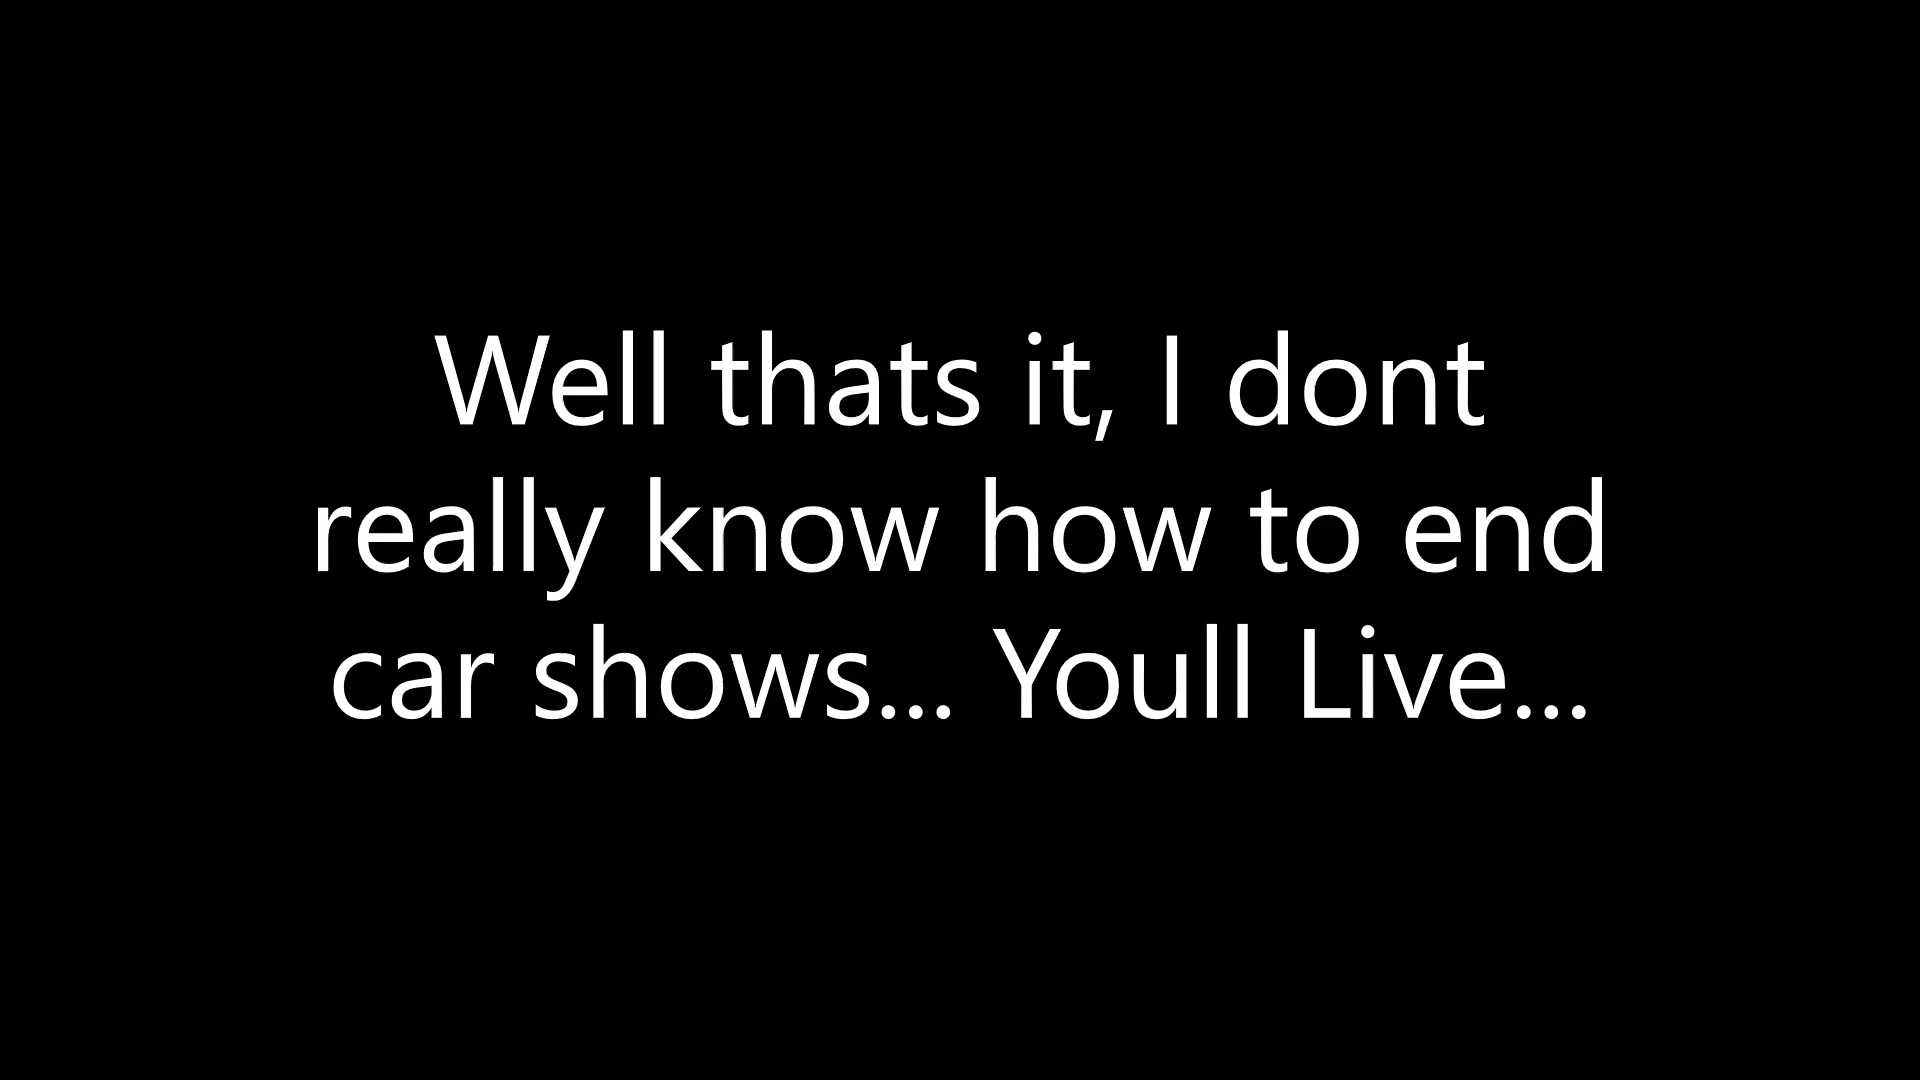 Well thats it, I dont
really know how to end
car shows... Youll Live...